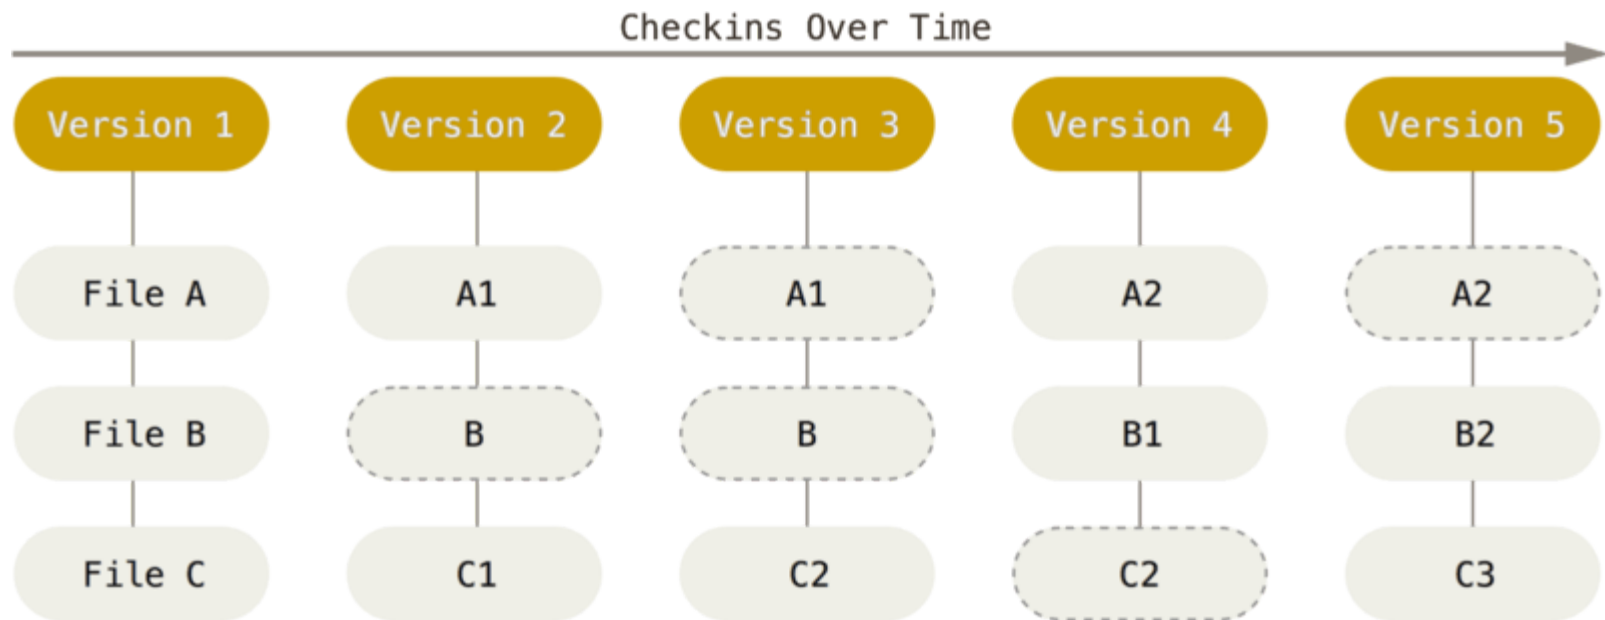 Checkins Over Time
Version 1 Version 2 Version 3 Version 4 Version 5
File A A1 A1 A2 A2
File B B B B1 B2
File C C1 C2 C2 C3